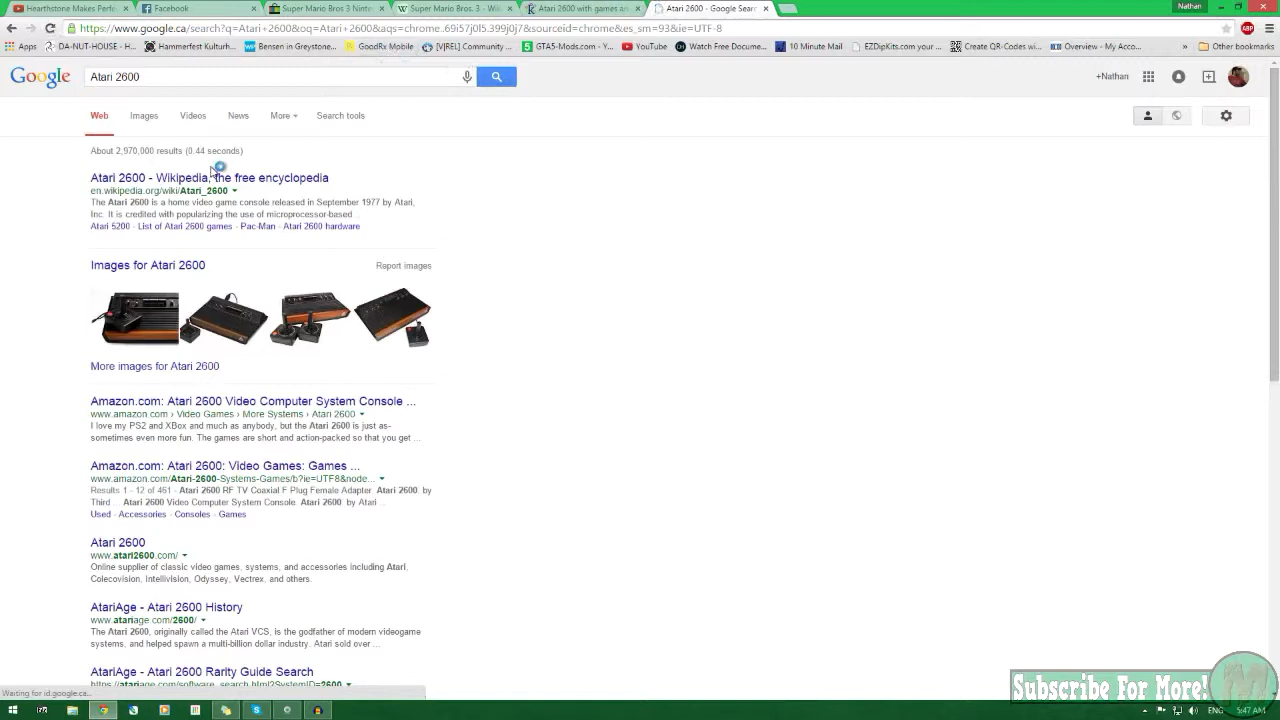 Nathan
Hearthstone Makes Perfe
Facebook
Super Mario Bros 3 Ninten
Super Mario Bros. 3 - Wik
Atari 2600 with games an
Atari 2600 - Google Searc
https://www.google.ca/search?q=Atari+2600&oq=Atari+2600&aqs=chrome..69i57j0l5.399j0j7&sourceid=chrome&es_sm=93&ie=UTF-8
Apps
DA-NUT-HOUSE - H...
Hammerfest Kulturh...
Bensen in Greystone...
GoodRx Mobile
[VJREL] Community ...
GTA5-Mods.com - Y...
YouTube
Watch Free Docume...
10 Minute Mail
EZDipKits.com your ...
Create QR-Codes wi...
Overview - My Acco...
»
Other bookmarks
Google
Atari 2600
+Nathan
Web
Images
Videos
News
More
Search tools
About 2,970,000 results (0.44 seconds)
Atari 2600 - Wikipedia, the free encyclopedia
en.wikipedia.org/wiki/Atari_2600
The Atari 2600 is a home video game console released in September 1977 by Atari,
Inc. It is credited with popularizing the use of microprocessor-based ...
Atari 5200 - List of Atari 2600 games - Pac-Man - Atari 2600 hardware
Images for Atari 2600
Report images
More images for Atari 2600
Amazon.com: Atari 2600 Video Computer System Console ...
www.amazon.com › Video Games › More Systems › Atari 2600
I love my PS2 and XBox and much as anybody, but the Atari 2600 is just as-
sometimes even more fun. The games are short and action-packed so that you get ...
Amazon.com: Atari 2600: Video Games: Games ...
www.amazon.com/Atari-2600-Systems-Games/b?ie=UTF8&node...
Results 1 - 12 of 461 - Atari 2600 RF TV Coaxial F Plug Female Adapter. Atari 2600. by
Third ... Atari 2600 Video Computer System Console. Atari 2600. by Atari ...
Used - Accessories - Consoles - Games
Atari 2600
www.atari2600.com/
Online supplier of classic video games, systems, and accessories including Atari,
Colecovision, Intellivision, Odyssey, Vectrex, and others.
AtariAge - Atari 2600 History
www.atariage.com/2600/
The Atari 2600, originally called the Atari VCS, is the godfather of modern videogame
systems, and helped spawn a multi-billion dollar industry. Atari sold over ...
AtariAge - Atari 2600 Rarity Guide Search
https://atariage.com/software_search.html?SystemID=2600
Waiting for id.google.ca...
Subscribe For More!
ENG
5:47 AM